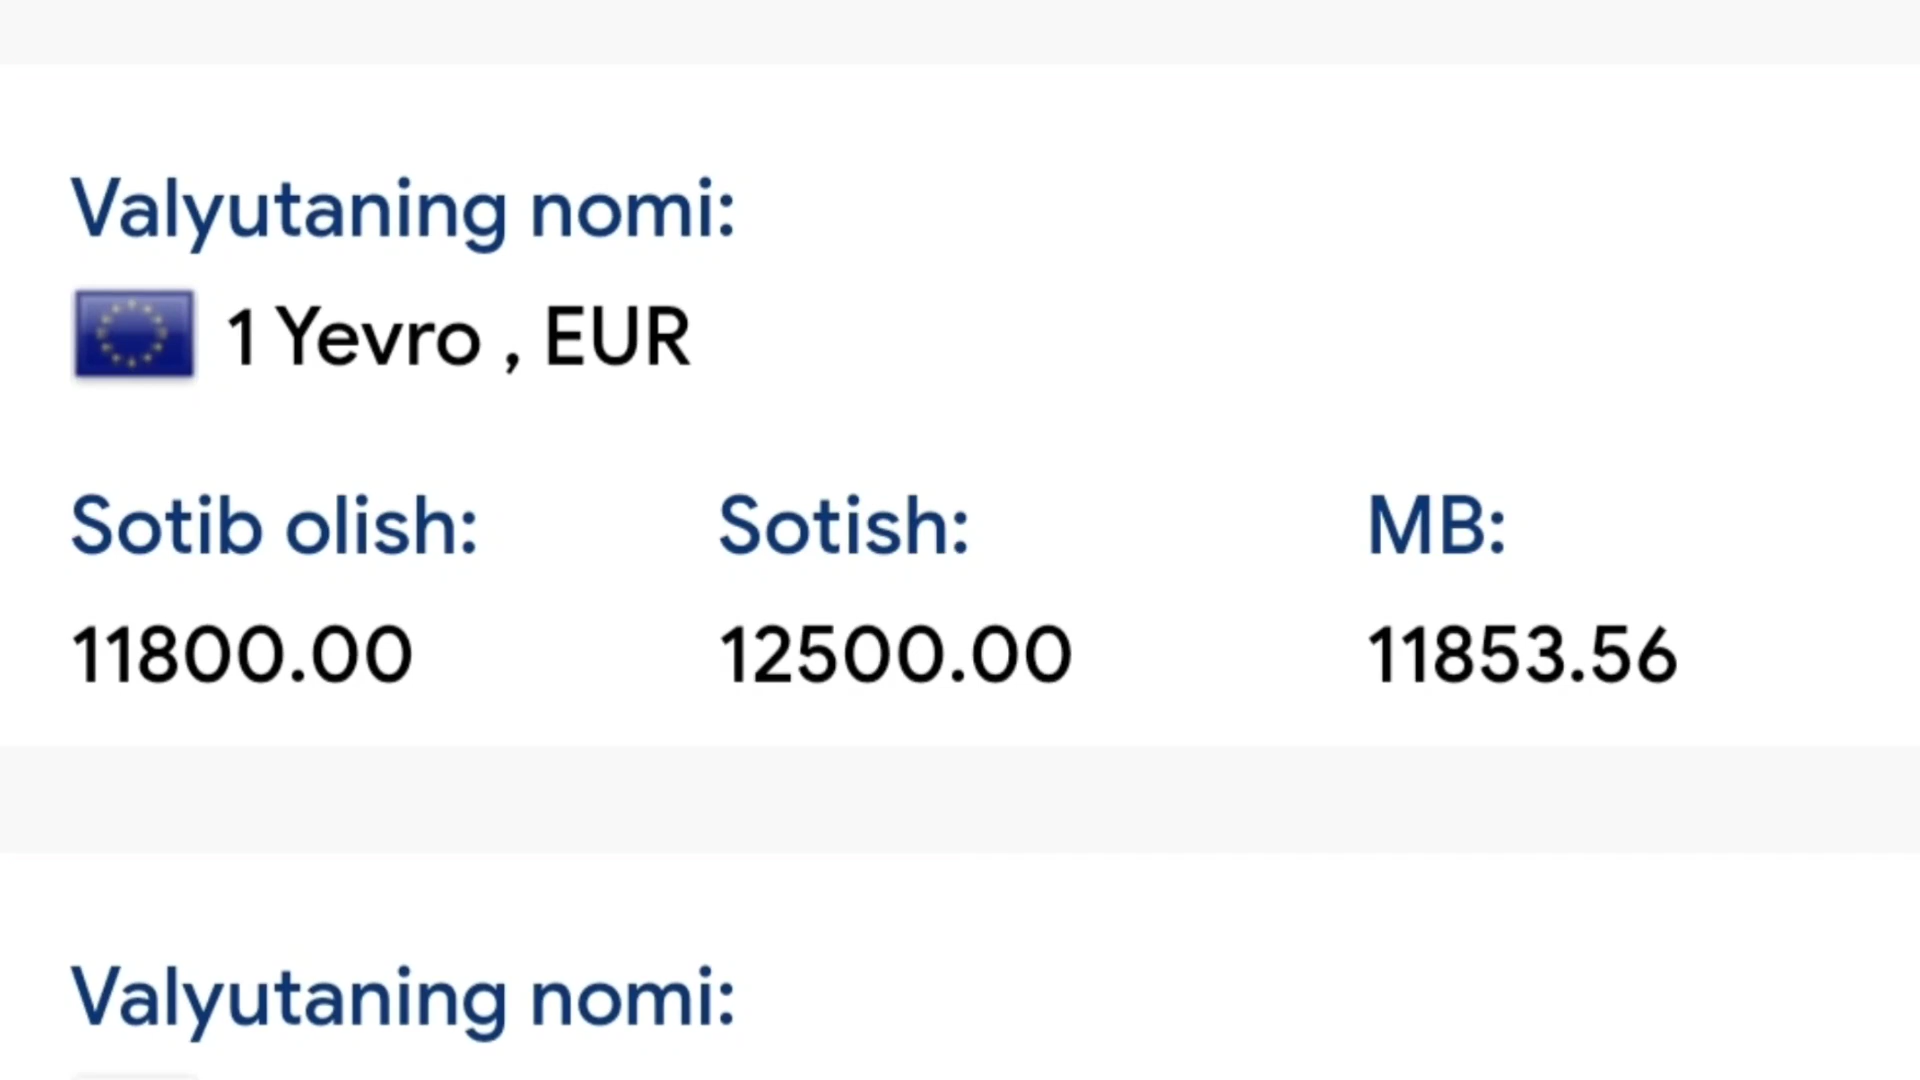 Valyutaning nomi:
1 Yevro , EUR
Sotib olish: Sotish: MB:
11800.00 12500.00 11853.56
Valyutaning nomi: